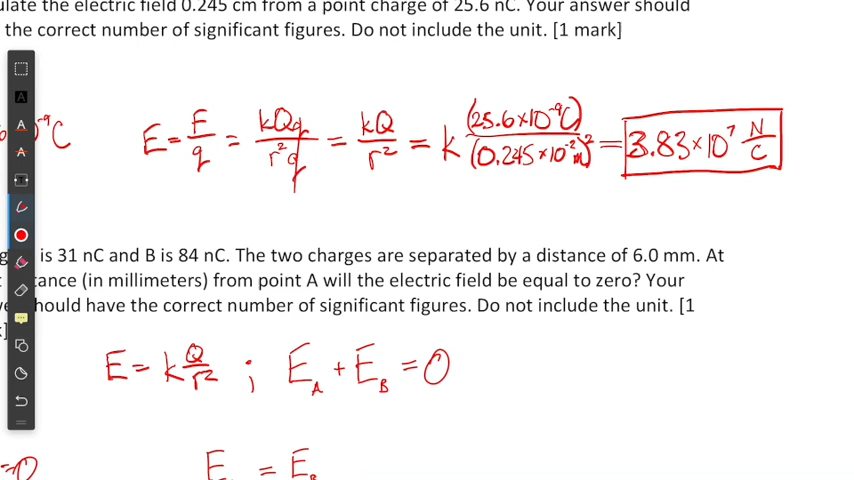 ulate the electric field 0.245 cm from a point charge of 25.6 nC. Your answer should
the correct number of significant figures. Do not include the unit. [1 mark]
⁻⁹C
E = F/q = kQq/r²q = kQ/r² = k (25.6×10⁻⁹C)/(0.245×10⁻²m)² = 3.83×10⁷ N/C
is 31 nC and B is 84 nC. The two charges are separated by a distance of 6.0 mm. At
tance (in millimeters) from point A will the electric field be equal to zero? Your
hould have the correct number of significant figures. Do not include the unit. [1
E = k Q/r² ; E_A + E_B = 0
=0 E = E_B